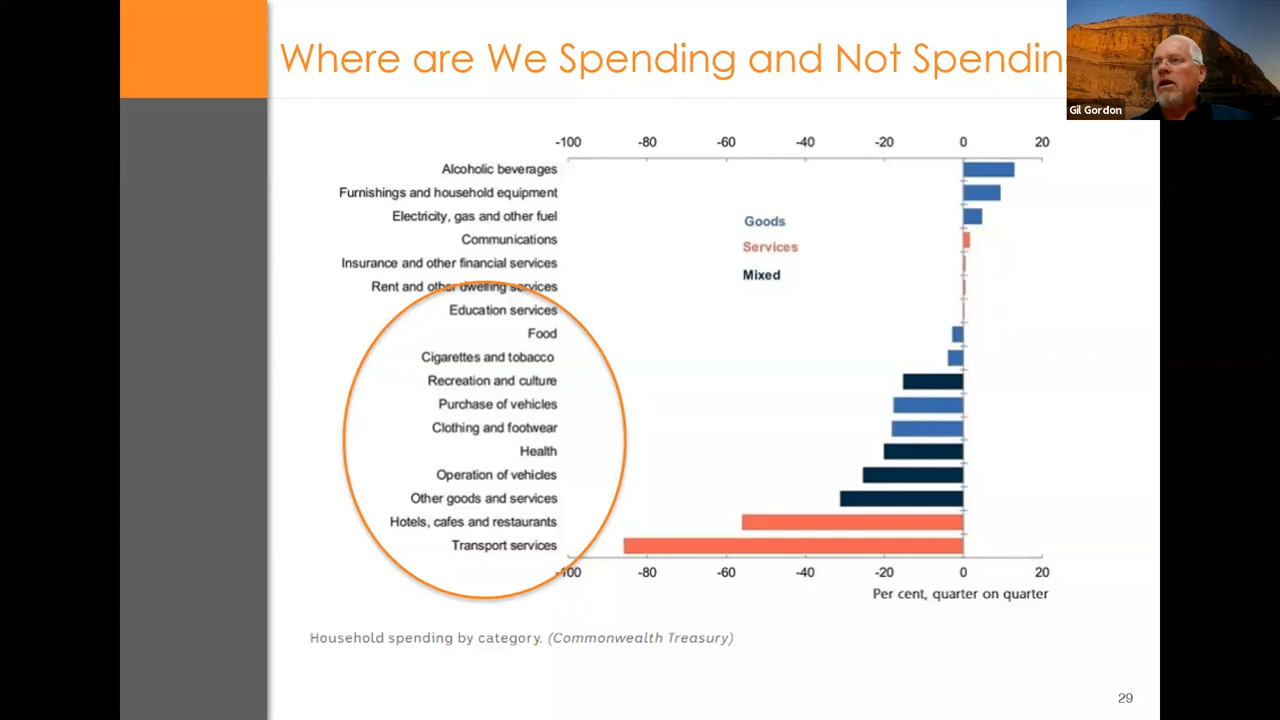 Where are We Spending and Not Spendin
Gil Gordon
-100 -80 -60 -40 -20 0 20
Alcoholic beverages
Furnishings and household equipment
Electricity, gas and other fuel
Communications
Insurance and other financial services
Rent and other dwelling services
Education services
Food
Cigarettes and tobacco
Recreation and culture
Purchase of vehicles
Clothing and footwear
Health
Operation of vehicles
Other goods and services
Hotels, cafes and restaurants
Transport services
Goods
Services
Mixed
-100 -80 -60 -40 -20 0 20
Per cent, quarter on quarter
Household spending by category. (Commonwealth Treasury)
29